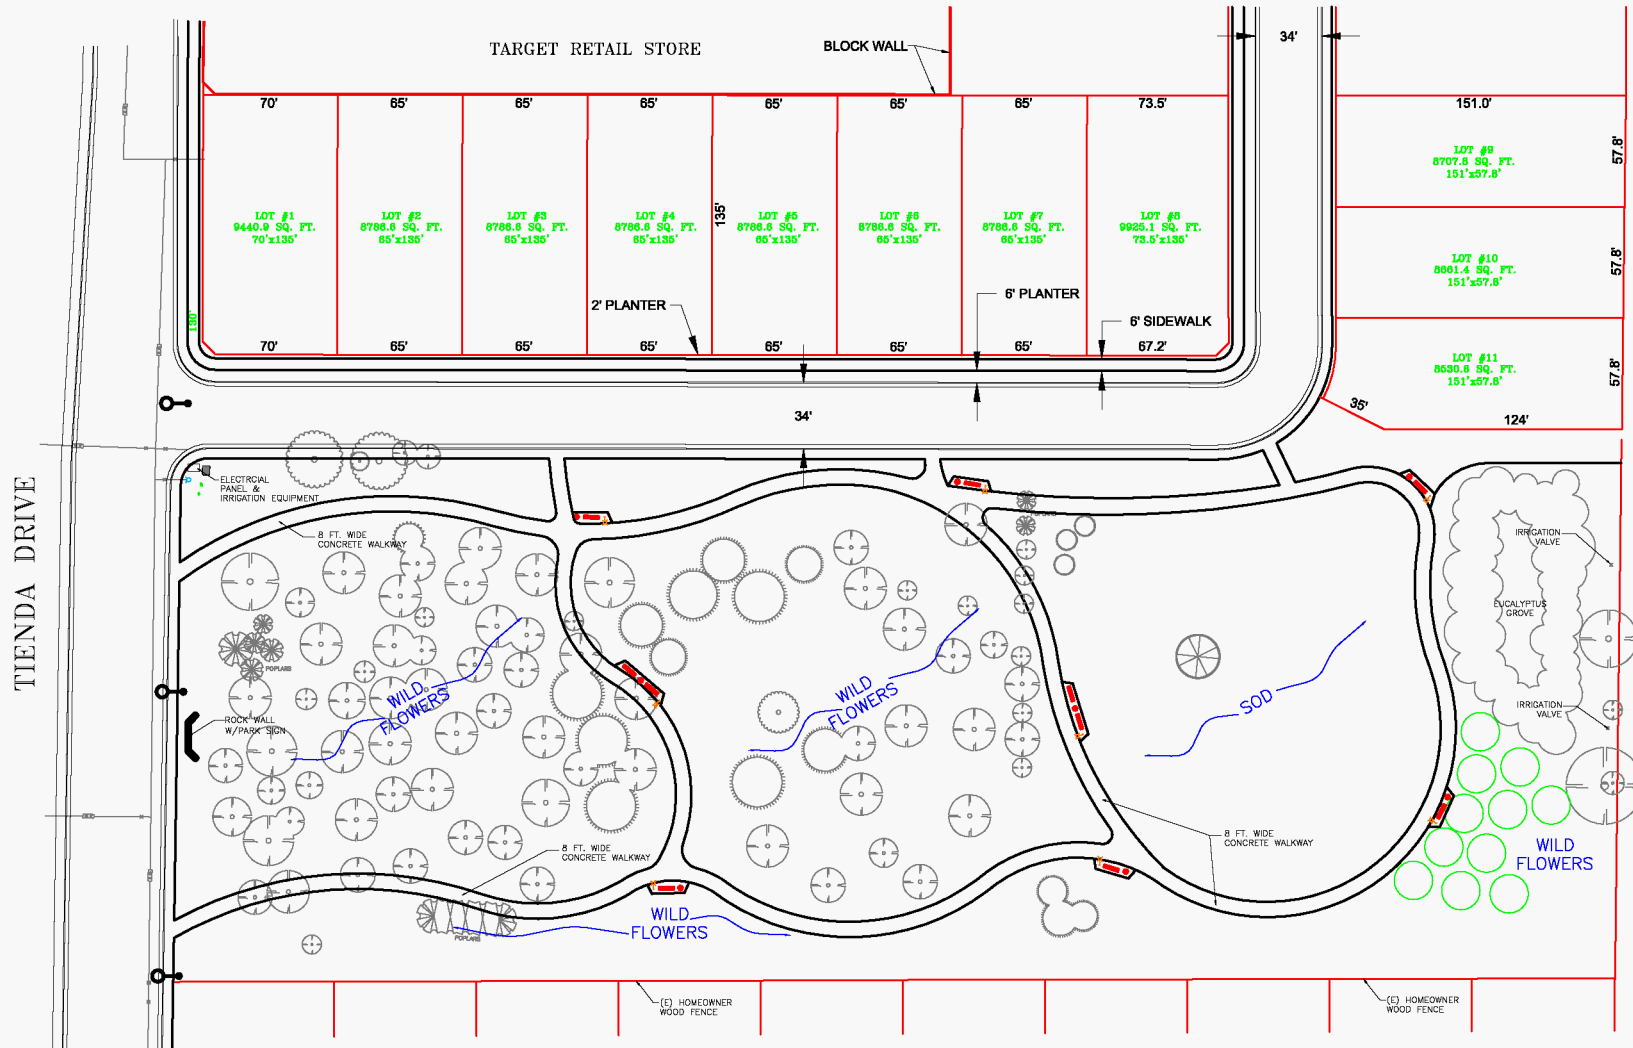 TARGET RETAIL STORE
BLOCK WALL
34'
70'
65'
65'
65'
65'
65'
65'
73.5'
151.0'
LOT #9
8707.8 SQ. FT.
151'x57.8'
57.8'
LOT #1
9440.9 SQ. FT.
70'x135'
LOT #2
8786.6 SQ. FT.
65'x135'
LOT #3
8786.6 SQ. FT.
65'x135'
LOT #4
8786.6 SQ. FT.
65'x135'
135'
LOT #5
8786.6 SQ. FT.
65'x135'
LOT #6
8786.6 SQ. FT.
65'x135'
LOT #7
8786.6 SQ. FT.
65'x135'
LOT #8
9925.1 SQ. FT.
73.5'x135'
LOT #10
8661.4 SQ. FT.
151'x57.8'
57.8'
130'
2' PLANTER
6' PLANTER
6' SIDEWALK
70'
65'
65'
65'
65'
65'
65'
67.2'
LOT #11
8530.6 SQ. FT.
151'x57.8'
57.8'
34'
35'
124'
TIENDA DRIVE
ELECTRCIAL
PANEL &
IRRIGATION EQUIPMENT
8 FT. WIDE
CONCRETE WALKWAY
IRRIGATION
VALVE
EUCALYPTUS
GROVE
POPLARS
WILD
FLOWERS
WILD
FLOWERS
SOD
ROCK WALL
W/PARK SIGN
IRRIGATION
VALVE
8 FT. WIDE
CONCRETE WALKWAY
8 FT. WIDE
CONCRETE WALKWAY
WILD
FLOWERS
WILD
FLOWERS
POPLARS
(E) HOMEOWNER
WOOD FENCE
(E) HOMEOWNER
WOOD FENCE